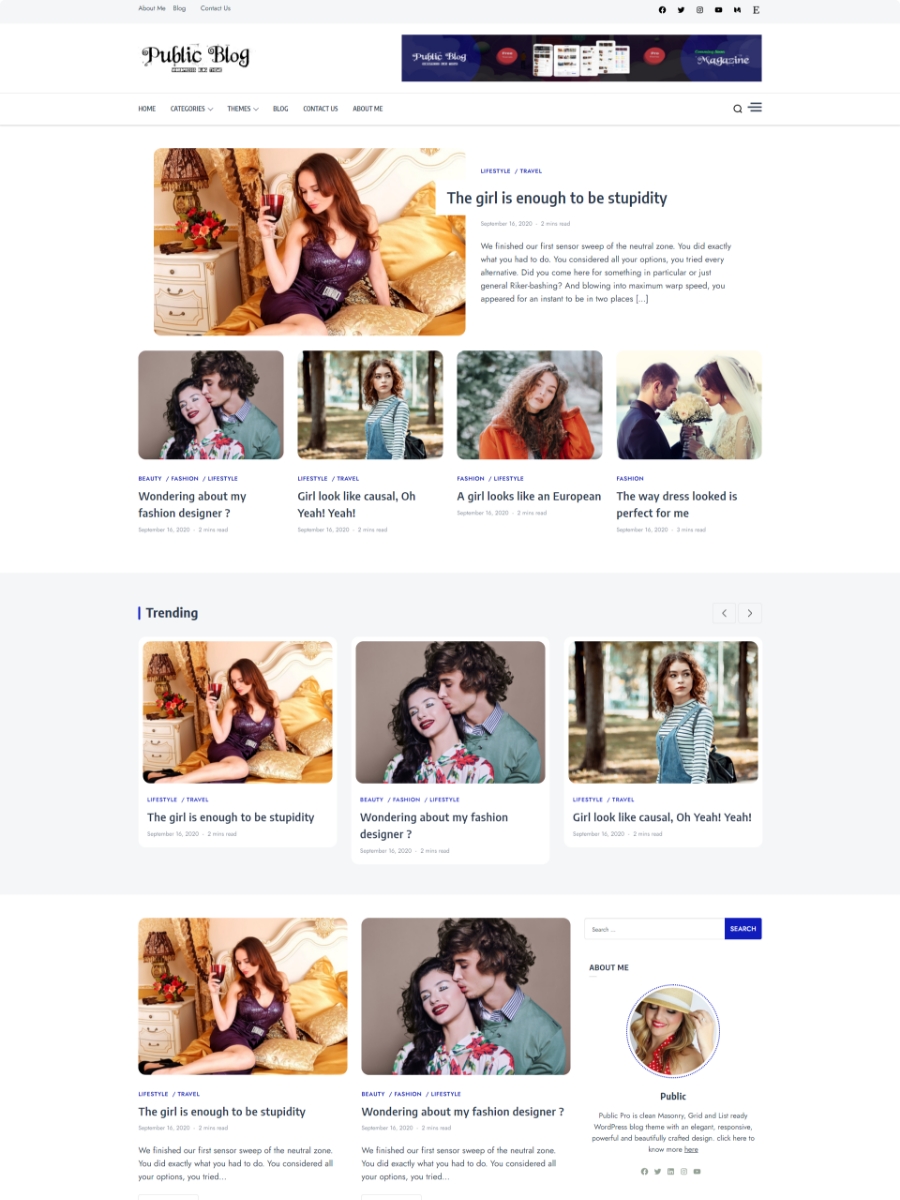 About Me Blog Contact Us
Public Blog
Public Blog
Magazine
HOME CATEGORIES THEMES BLOG CONTACT US ABOUT ME
LIFESTYLE / TRAVEL
The girl is enough to be stupidity
September 16, 2020 - 2 mins read
We finished our first sensor sweep of the neutral zone. You did exactly
what you had to do. You considered all your options, you tried every
alternative. Did you come here for something in particular or just
general Riker-bashing? And blowing into maximum warp speed, you
appeared for an instant to be in two places [...]
BEAUTY / FASHION / LIFESTYLE
Wondering about my
fashion designer ?
September 16, 2020 - 2 mins read
LIFESTYLE / TRAVEL
Girl look like causal, Oh
Yeah! Yeah!
September 16, 2020 - 2 mins read
FASHION / LIFESTYLE
A girl looks like an European
September 16, 2020 - 2 mins read
FASHION
The way dress looked is
perfect for me
September 16, 2020 - 2 mins read
Trending
LIFESTYLE / TRAVEL
The girl is enough to be stupidity
September 16, 2020 - 2 mins read
BEAUTY / FASHION / LIFESTYLE
Wondering about my fashion
designer ?
September 16, 2020 - 2 mins read
LIFESTYLE / TRAVEL
Girl look like causal, Oh Yeah! Yeah!
September 16, 2020 - 2 mins read
LIFESTYLE / TRAVEL
The girl is enough to be stupidity
September 16, 2020 - 2 mins read
We finished our first sensor sweep of the neutral zone.
You did exactly what you had to do. You considered all
your options, you tried...
BEAUTY / FASHION / LIFESTYLE
Wondering about my fashion designer ?
September 16, 2020 - 2 mins read
We finished our first sensor sweep of the neutral zone.
You did exactly what you had to do. You considered all
your options, you tried...
Search ... SEARCH
ABOUT ME
Public
Public Pro is clean Masonry, Grid and List ready
WordPress blog theme with an elegant, responsive,
powerful and beautifully crafted design. click here to
know more here